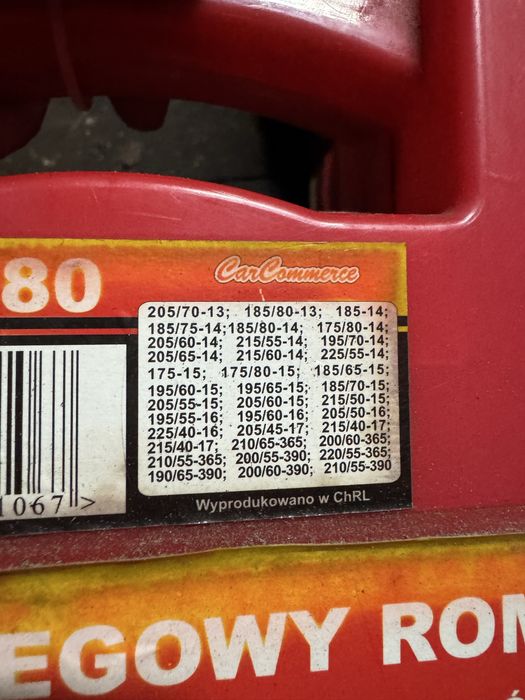 80
CarCommerce
205/70-13; 185/80-13; 185-14;
185/75-14; 185/80-14; 175/80-14;
205/60-14; 215/55-14; 195/70-14;
205/65-14; 215/60-14; 225/55-14;
175-15; 175/80-15; 185/65-15;
195/60-15; 195/65-15; 185/70-15;
205/55-15; 205/60-15; 215/50-15;
195/55-16; 195/60-16; 205/50-16;
225/40-16; 205/45-17; 215/40-17;
215/40-17; 210/65-365; 200/60-365;
210/55-365; 200/55-390; 220/55-365;
190/65-390; 200/60-390; 210/55-390
1067 >
Wyprodukowano w ChRL
EGOWY ROM